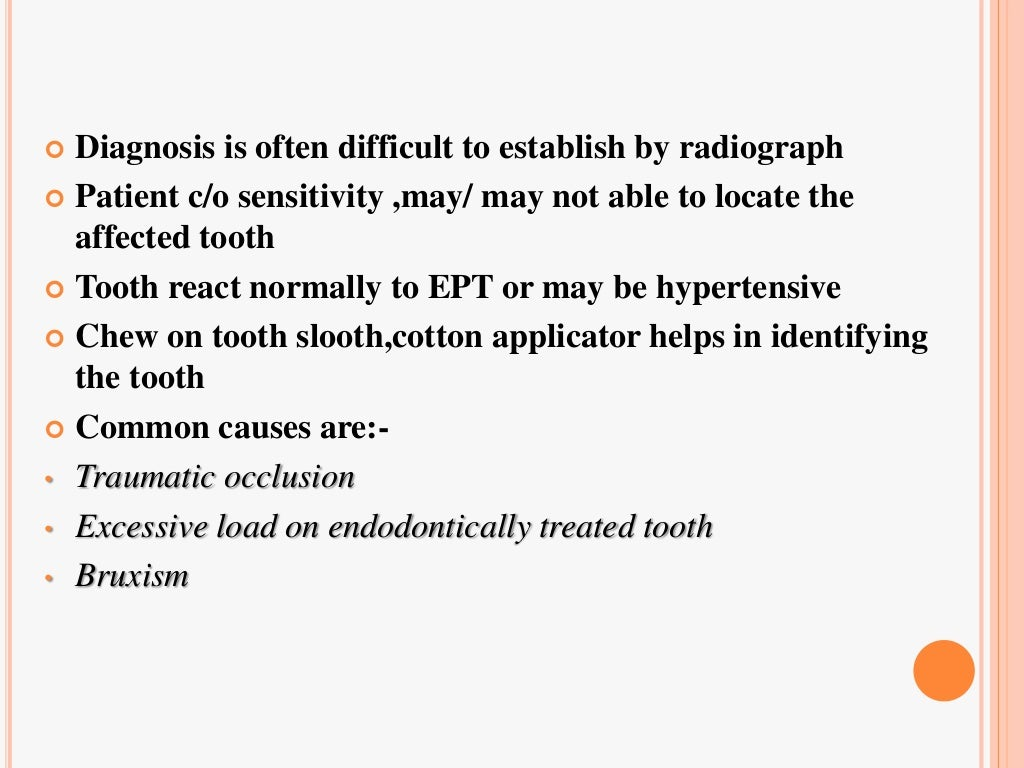 Diagnosis is often difficult to establish by radiograph
Patient c/o sensitivity ,may/ may not able to locate the
affected tooth
Tooth react normally to EPT or may be hypertensive
Chew on tooth slooth,cotton applicator helps in identifying
the tooth
Common causes are:-
Traumatic occlusion
Excessive load on endodontically treated tooth
Bruxism